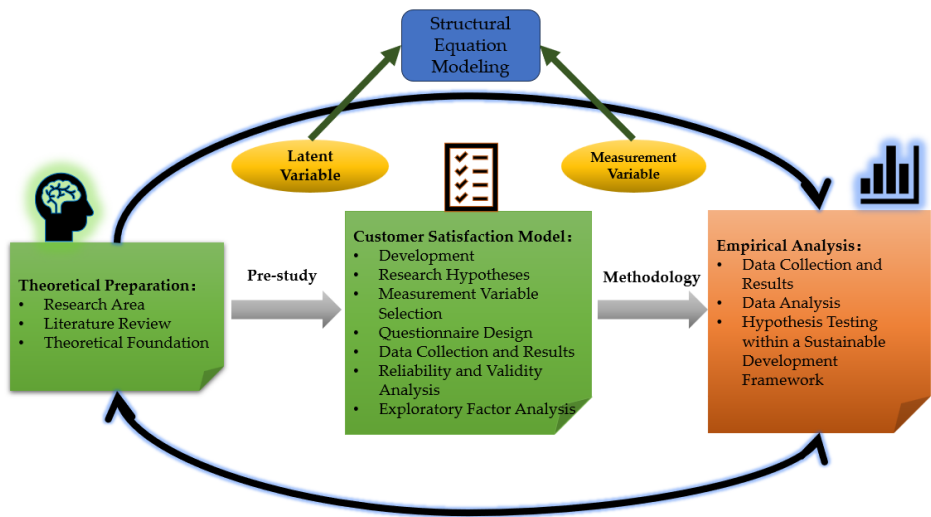 Structural
Equation
Modeling
Latent
Variable
Measurement
Variable
Theoretical Preparation：
• Research Area
• Literature Review
• Theoretical Foundation
Pre-study
Customer Satisfaction Model：
• Development
• Research Hypotheses
• Measurement Variable
Selection
• Questionnaire Design
• Data Collection and Results
• Reliability and Validity
Analysis
• Exploratory Factor Analysis
Methodology
Empirical Analysis：
• Data Collection and
Results
• Data Analysis
• Hypothesis Testing
within a Sustainable
Development
Framework